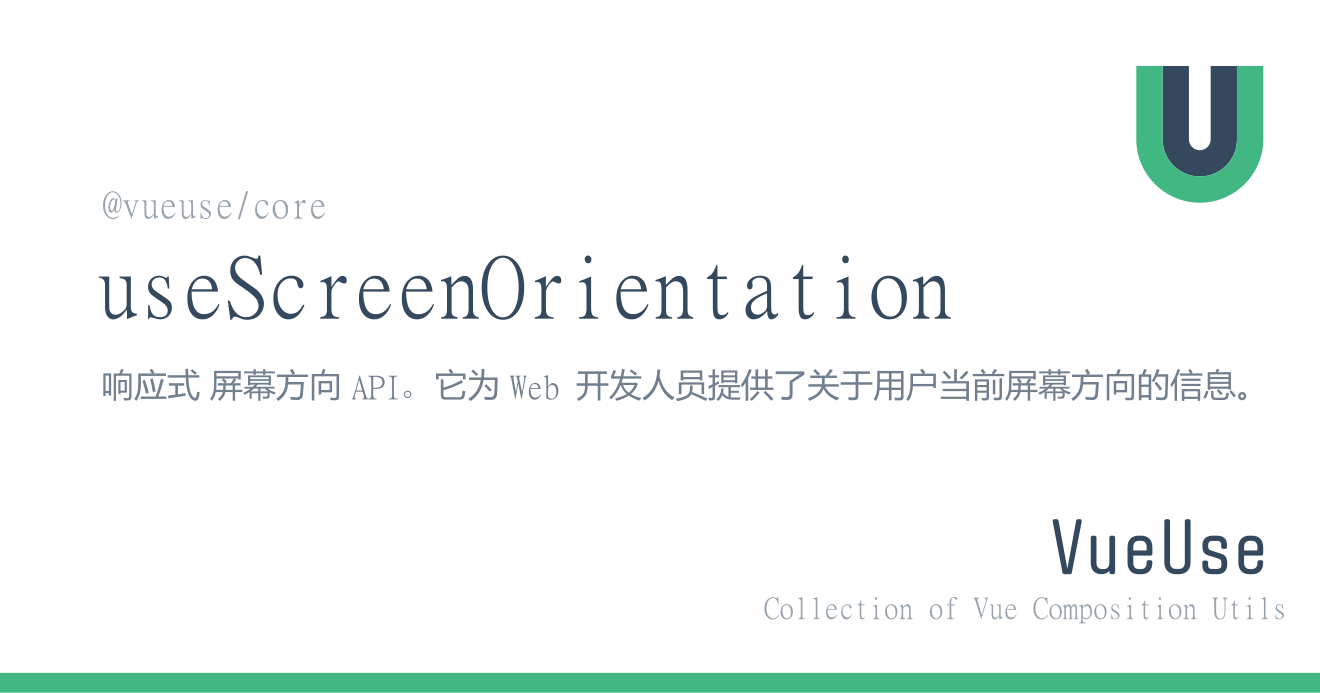 @vueuse/core
useScreenOrientation
响应式 屏幕方向 API。它为 Web 开发人员提供了关于用户当前屏幕方向的信息。
VueUse
Collection of Vue Composition Utils